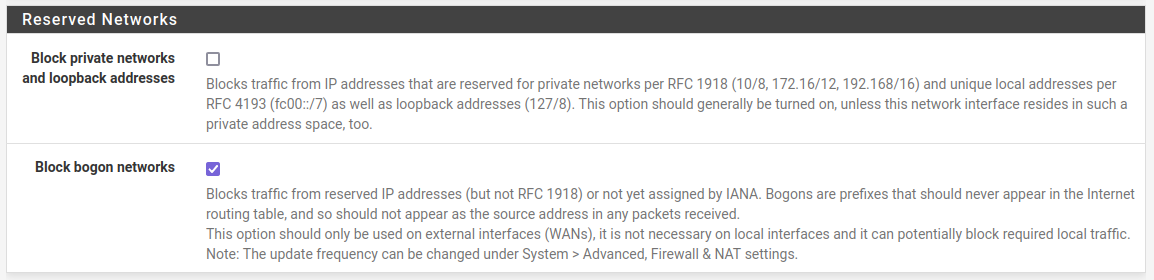 Reserved Networks
Block private networks
and loopback addresses
Blocks traffic from IP addresses that are reserved for private networks per RFC 1918 (10/8, 172.16/12, 192.168/16) and unique local addresses per
RFC 4193 (fc00::/7) as well as loopback addresses (127/8). This option should generally be turned on, unless this network interface resides in such a
private address space, too.
Block bogon networks
Blocks traffic from reserved IP addresses (but not RFC 1918) or not yet assigned by IANA. Bogons are prefixes that should never appear in the Internet
routing table, and so should not appear as the source address in any packets received.
This option should only be used on external interfaces (WANs), it is not necessary on local interfaces and it can potentially block required local traffic.
Note: The update frequency can be changed under System > Advanced, Firewall & NAT settings.